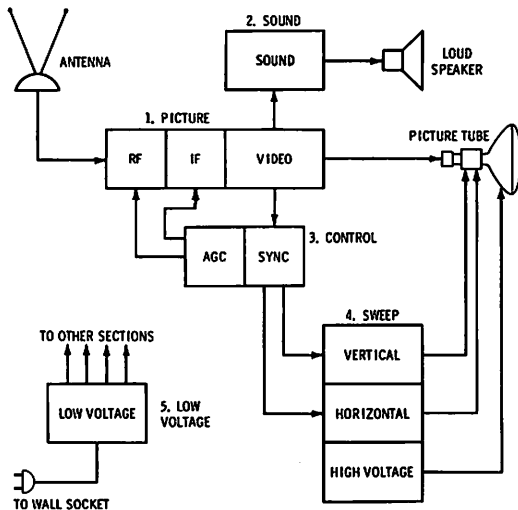 2. SOUND
ANTENNA
SOUND
LOUD
SPEAKER
1. PICTURE
PICTURE TUBE
RF
IF
VIDEO
3. CONTROL
AGC
SYNC
4. SWEEP
TO OTHER SECTIONS
VERTICAL
LOW VOLTAGE
5. LOW
VOLTAGE
HORIZONTAL
HIGH VOLTAGE
TO WALL SOCKET